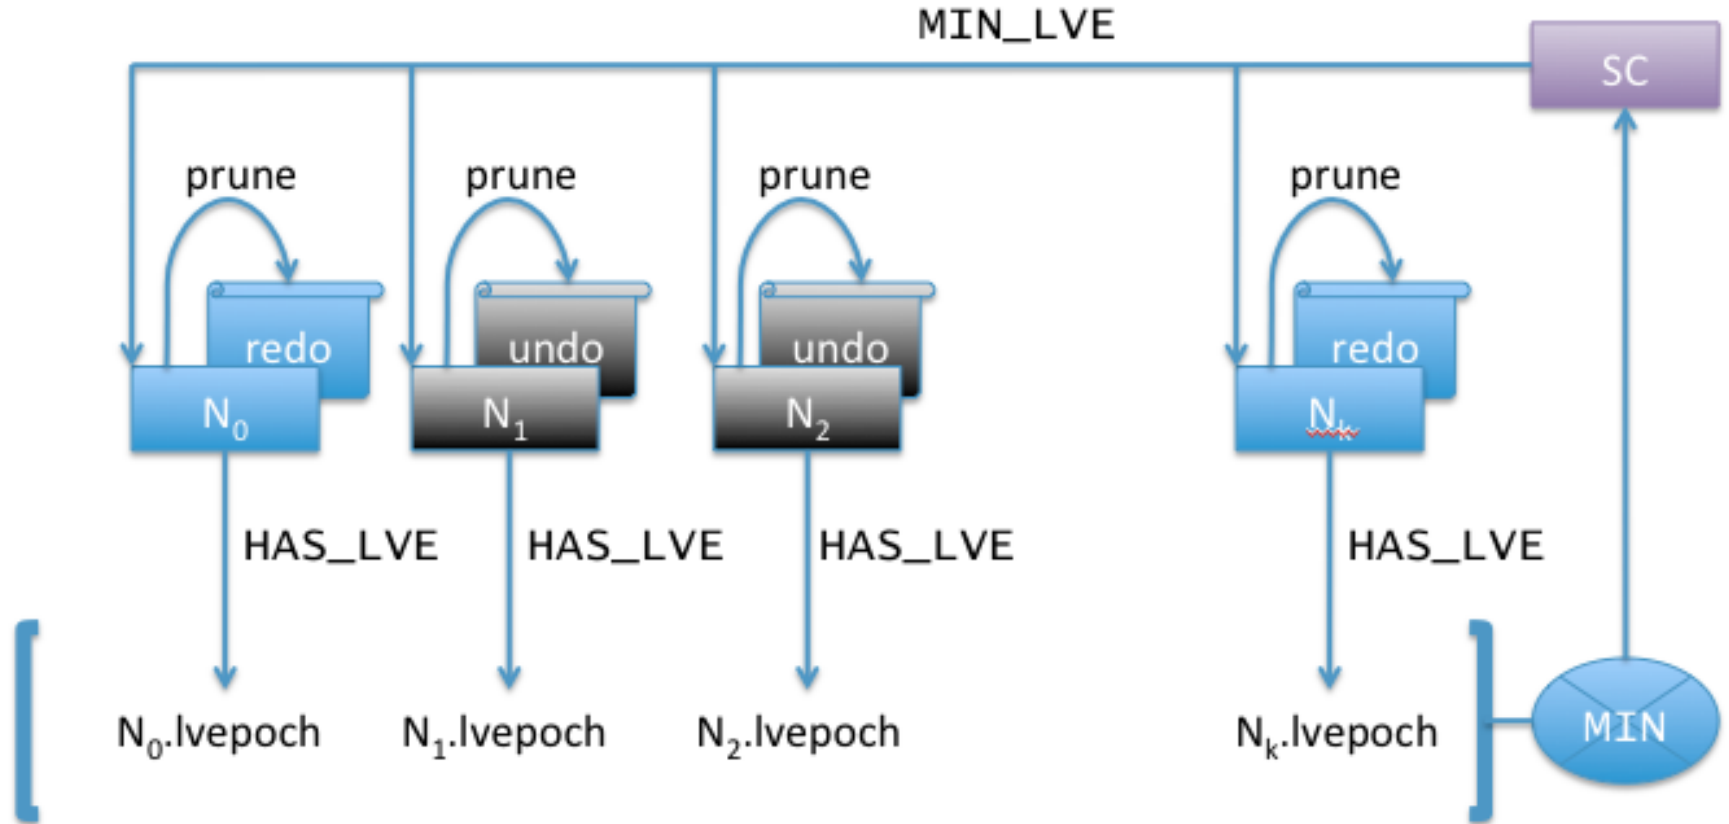 MIN_LVE
SC
prune prune prune prune
redo undo undo redo
N₀ N₁ N₂ Nₖ
HAS_LVE HAS_LVE HAS_LVE HAS_LVE
N₀.lvepoch N₁.lvepoch N₂.lvepoch Nₖ.lvepoch
MIN